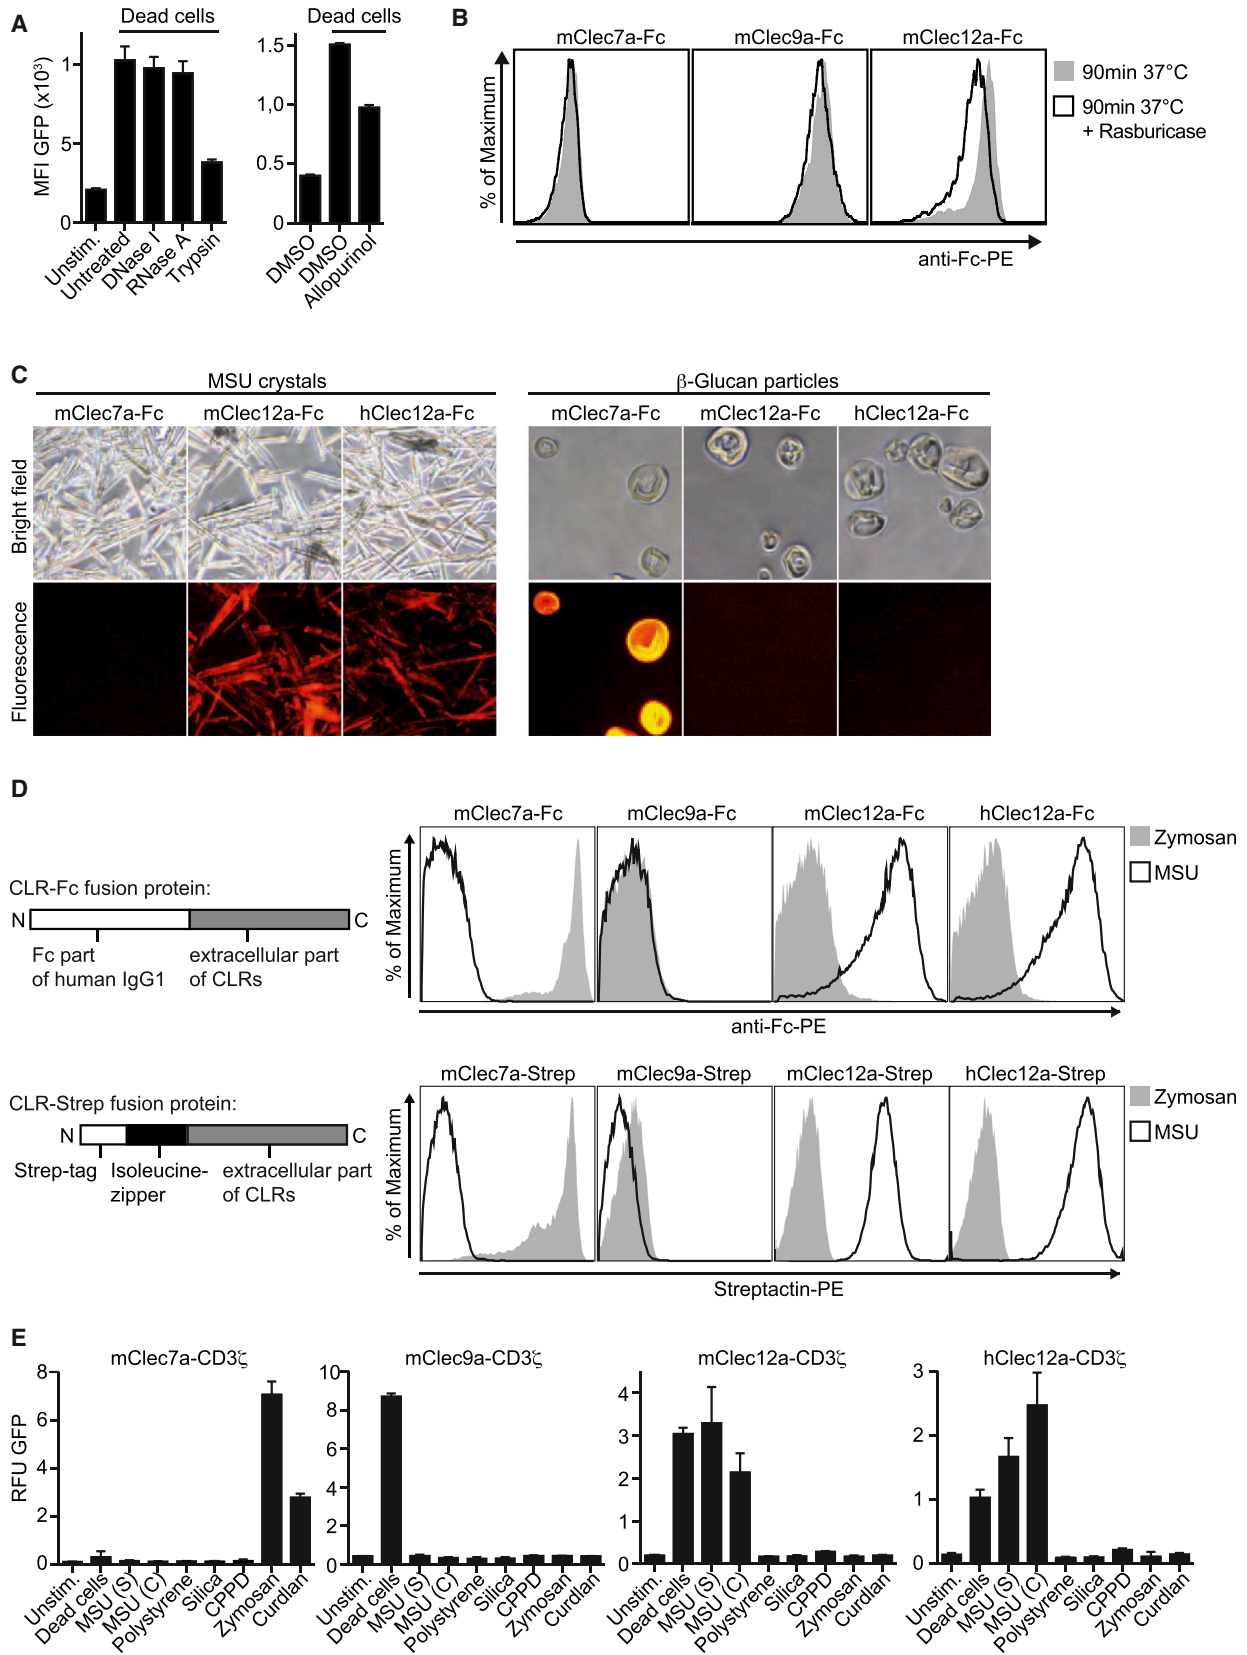 A
Dead cells
Dead cells
MFI GFP (x10³)
1
5
0
Unstim.
Untreated
DNase I
RNase A
Trypsin
1.5
1.0
0.5
0
DMSO
DMSO
Allopurinol
B
mClec7a-Fc
mClec9a-Fc
mClec12a-Fc
% of Maximum
anti-Fc-PE
90min 37°C
90min 37°C
+ Rasburicase
C
MSU crystals
β-Glucan particles
mClec7a-Fc
mClec12a-Fc
hClec12a-Fc
mClec7a-Fc
mClec12a-Fc
hClec12a-Fc
Bright field
Fluorescence
D
CLR-Fc fusion protein:
N
C
Fc part
of human IgG1
extracellular part
of CLRs
mClec7a-Fc
mClec9a-Fc
mClec12a-Fc
hClec12a-Fc
% of Maximum
anti-Fc-PE
Zymosan
MSU
CLR-Strep fusion protein:
N
C
Strep-tag
Isoleucine-
zipper
extracellular part
of CLRs
mClec7a-Strep
mClec9a-Strep
mClec12a-Strep
hClec12a-Strep
% of Maximum
Streptactin-PE
Zymosan
MSU
E
mClec7a-CD3ζ
RFU GFP
8
6
4
2
0
Unstim.
Dead cells
MSU (S)
MSU (C)
Polystyrene
Silica
CPPD
Zymosan
Curdlan
mClec9a-CD3ζ
10
8
6
4
2
0
Unstim.
Dead cells
MSU (S)
MSU (C)
Polystyrene
Silica
CPPD
Zymosan
Curdlan
mClec12a-CD3ζ
4
3
2
1
0
Unstim.
Dead cells
MSU (S)
MSU (C)
Polystyrene
Silica
CPPD
Zymosan
Curdlan
hClec12a-CD3ζ
3
2
1
0
Unstim.
Dead cells
MSU (S)
MSU (C)
Polystyrene
Silica
CPPD
Zymosan
Curdlan